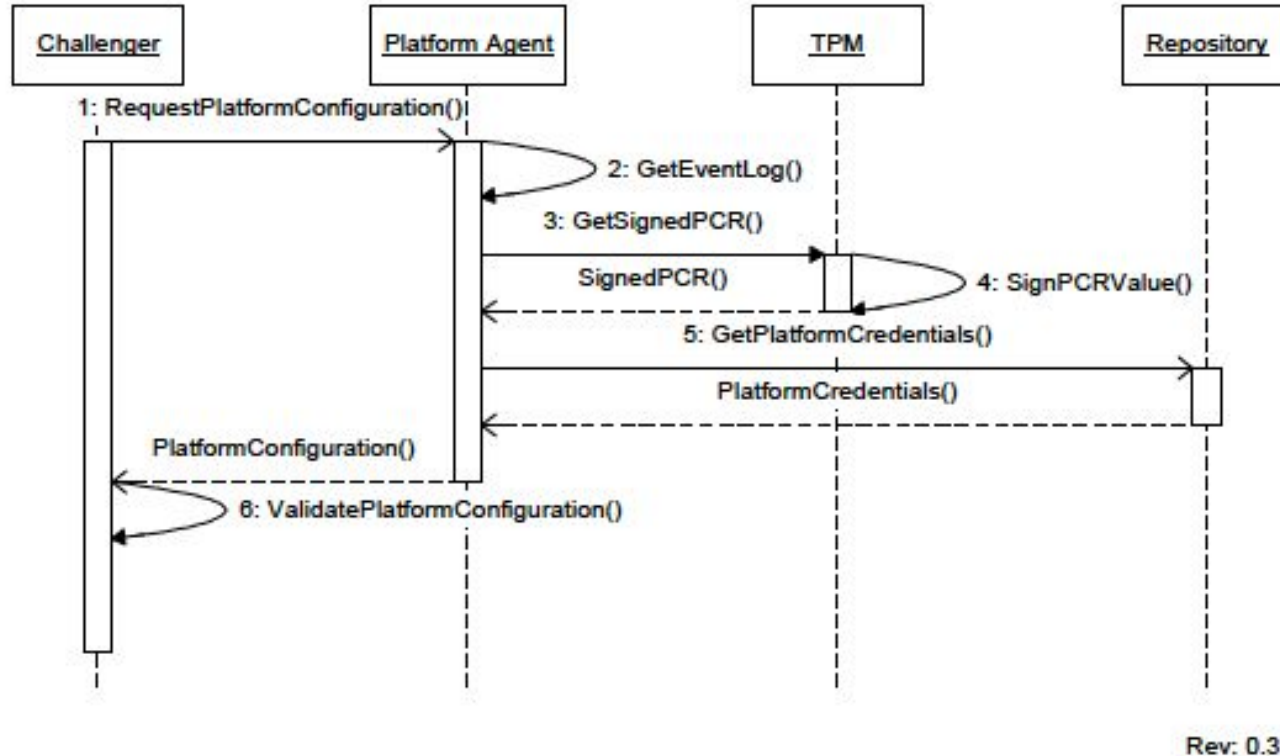 Challenger
Platform Agent
TPM
Repository
1: RequestPlatformConfiguration()
2: GetEventLog()
3: GetSignedPCR()
SignedPCR()
4: SignPCRValue()
5: GetPlatformCredentials()
PlatformCredentials()
PlatformConfiguration()
6: ValidatePlatformConfiguration()
Rev: 0.3